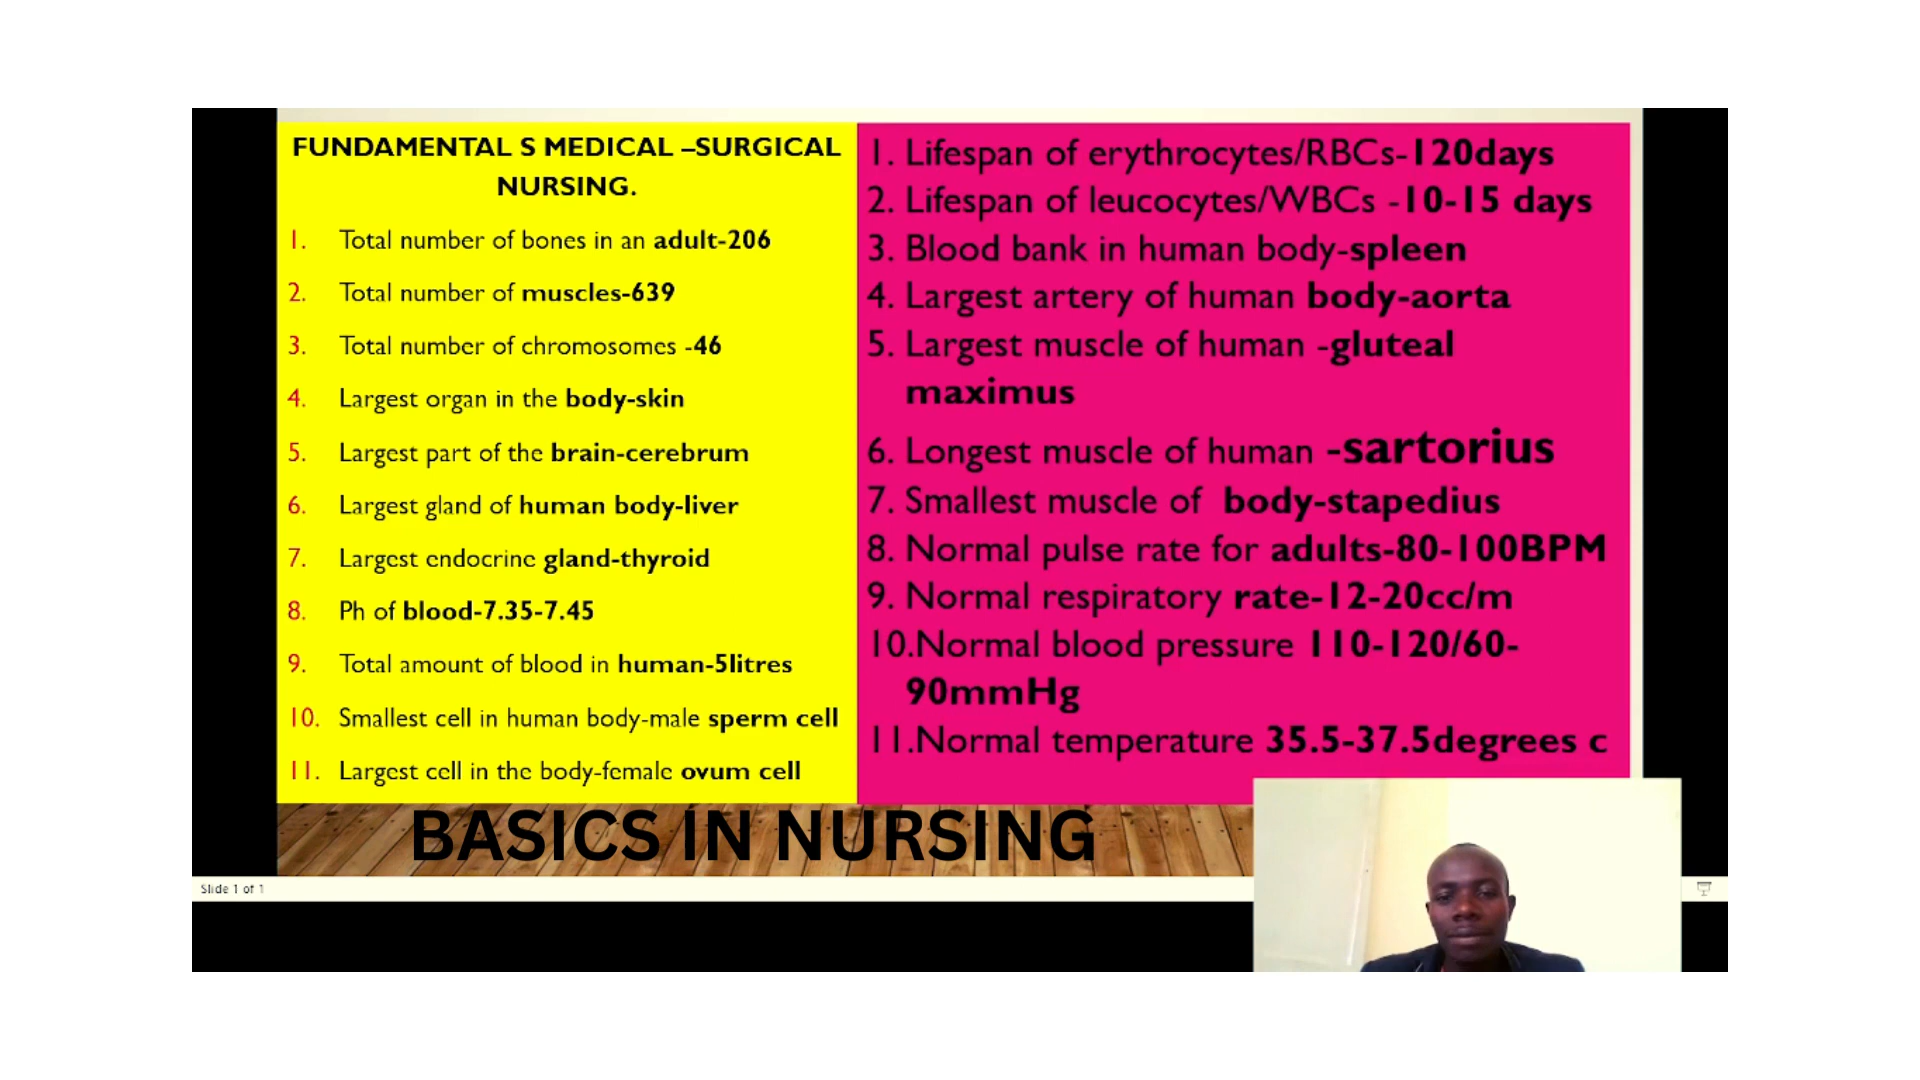 FUNDAMENTAL S MEDICAL –SURGICAL
NURSING.
1. Total number of bones in an adult-206
2. Total number of muscles-639
3. Total number of chromosomes -46
4. Largest organ in the body-skin
5. Largest part of the brain-cerebrum
6. Largest gland of human body-liver
7. Largest endocrine gland-thyroid
8. Ph of blood-7.35-7.45
9. Total amount of blood in human-5litres
10. Smallest cell in human body-male sperm cell
11. Largest cell in the body-female ovum cell
1. Lifespan of erythrocytes/RBCs-120days
2. Lifespan of leucocytes/WBCs -10-15 days
3. Blood bank in human body-spleen
4. Largest artery of human body-aorta
5. Largest muscle of human -gluteal
maximus
6. Longest muscle of human -sartorius
7. Smallest muscle of body-stapedius
8. Normal pulse rate for adults-80-100BPM
9. Normal respiratory rate-12-20cc/m
10.Normal blood pressure 110-120/60-
90mmHg
11.Normal temperature 35.5-37.5degrees c
BASICS IN NURSING
Slide 1 of 1